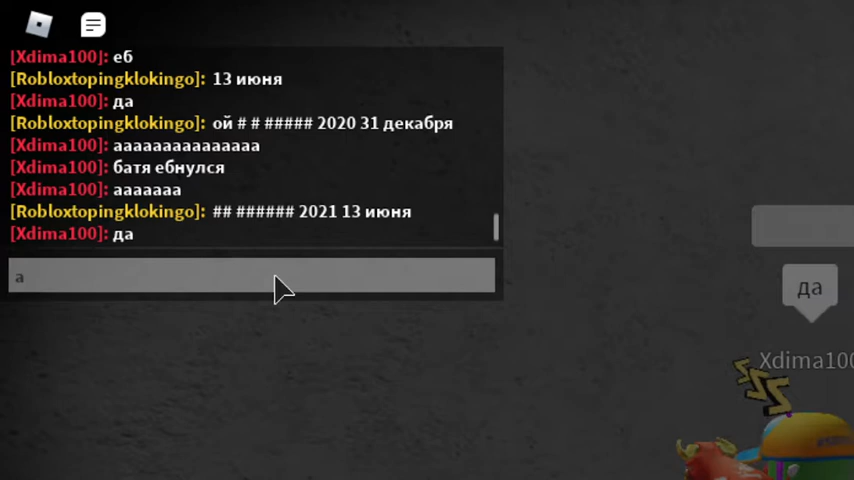 [Xdima100]: еб
[Robloxtopingklokingo]: 13 июня
[Xdima100]: да
[Robloxtopingklokingo]: ой # # ##### 2020 31 декабря
[Xdima100]: ааааааааааааааа
[Xdima100]: батя ебнулся
[Xdima100]: ааааааа
[Robloxtopingklokingo]: ## ###### 2021 13 июня
[Xdima100]: да
а
да
Xdima100